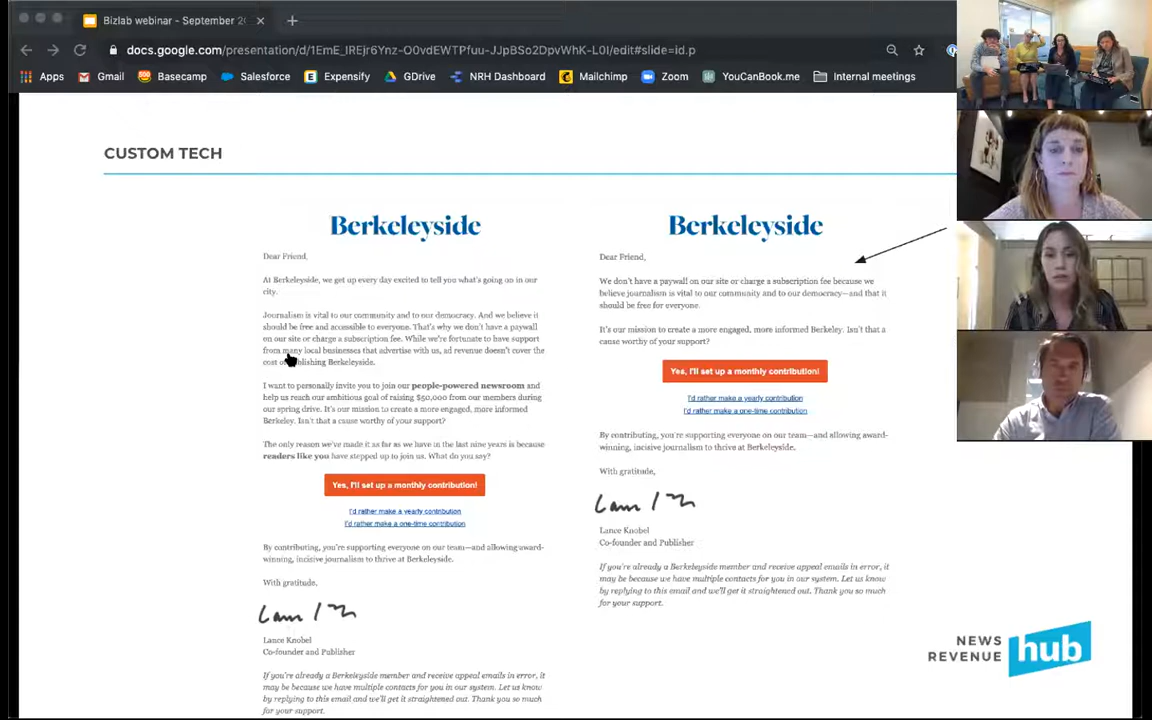 Bizlab webinar - September 20
docs.google.com/presentation/d/1EmE_IREjr6Ynz-O0vdEWTPfuu-JJpBSo2DpvWhK-L0I/edit#slide=id.p
Apps Gmail Basecamp Salesforce Expensify GDrive NRH Dashboard Mailchimp Zoom YouCanBook.me Internal meetings
CUSTOM TECH
Berkeleyside
Dear Friend,
At Berkeleyside, we get up every day excited to tell you what's going on in our
city.
Journalism is vital to our community and to our democracy. And we believe it
should be free and accessible to everyone. That's why we don't have a paywall
on our site or charge a subscription fee. While we're fortunate to have support
from many local businesses that advertise with us, ad revenue doesn't cover the
cost of publishing Berkeleyside.
I want to personally invite you to join our people-powered newsroom and
help us reach our ambitious goal of raising $50,000 from our members during
our spring drive. It's our mission to create a more engaged, more informed
Berkeley. Isn't that a cause worthy of your support?
The only reason we've made it as far as we have in the last nine years is because
readers like you have stepped up to join us. What do you say?
Yes, I'll set up a monthly contribution!
I'd rather make a yearly contribution
I'd rather make a one-time contribution
By contributing, you're supporting everyone on our team—and allowing award-
winning, incisive journalism to thrive at Berkeleyside.
With gratitude,
Lance Knobel
Co-founder and Publisher
If you're already a Berkeleyside member and receive appeal emails in error, it
may be because we have multiple contacts for you in our system. Let us know
by replying to this email and we'll get it straightened out. Thank you so much
for your support.
Berkeleyside
Dear Friend,
We don't have a paywall on our site or charge a subscription fee because we
believe journalism is vital to our community and to our democracy—and that it
should be free for everyone.
It's our mission to create a more engaged, more informed Berkeley. Isn't that a
cause worthy of your support?
Yes, I'll set up a monthly contribution!
I'd rather make a yearly contribution
I'd rather make a one-time contribution
By contributing, you're supporting everyone on our team—and allowing award-
winning, incisive journalism to thrive at Berkeleyside.
With gratitude,
Lance Knobel
Co-founder and Publisher
If you're already a Berkeleyside member and receive appeal emails in error, it
may be because we have multiple contacts for you in our system. Let us know
by replying to this email and we'll get it straightened out. Thank you so much
for your support.
NEWS
REVENUE
hub